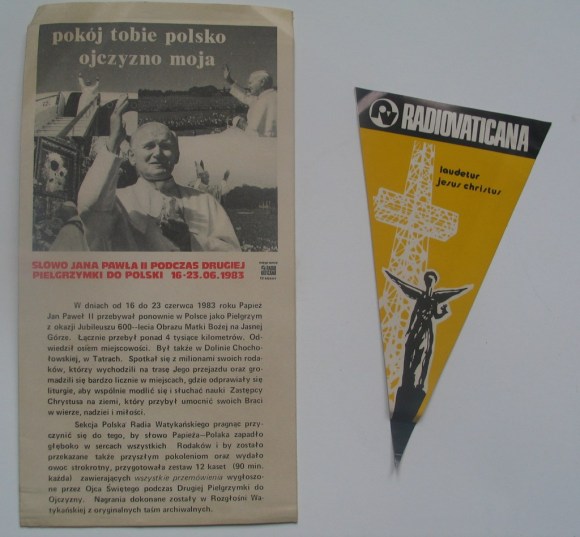 pokój tobie polsko
ojczyzno moja
SŁOWO JANA PAWŁA II PODCZAS DRUGIEJ
PIELGRZYMKI DO POLSKI 16-23.06.1983
W dniach od 16 do 23 czerwca 1983 roku Papież
Jan Paweł II przebywał ponownie w Polsce jako Pielgrzym
z okazji Jubileuszu 600—lecia Obrazu Matki Bożej na Jasnej
Górze. Łącznie przebył ponad 4 tysiące kilometrów. Od-
wiedził osiem miejscowości. Był także w Dolinie Chocho-
łowskiej, w Tatrach. Spotkał się z milionami swoich roda-
ków, którzy wychodzili na trasę Jego przejazdu oraz gro-
madzili się bardzo licznie w miejscach, gdzie odprawiały się
liturgie, aby wspólnie modlić się i słuchać nauki Zastępcy
Chrystusa na ziemi, który przybył umocnić swoich Braci
w wierze, nadziei i miłości.
Sekcja Polska Radia Watykańskiego pragnąc przy-
czynić się do tego, by słowo Papieża—Polaka zapadło
głęboko w sercach wszystkich Rodaków i by zostało
przekazane także przyszłym pokoleniom oraz wydało
owoc stokrotny, przygotowała zestaw 12 kaset (90 min.
każda) zawierających wszystkie przemówienia wygłoszo-
ne przez Ojca Świętego podczas Drugiej Pielgrzymki do
Ojczyzny. Nagrania dokonane zostały w Rozgłośni Wa-
tykańskiej z oryginalnych taśm archiwalnych.
RADIOVATICANA
laudetur
jesus christus